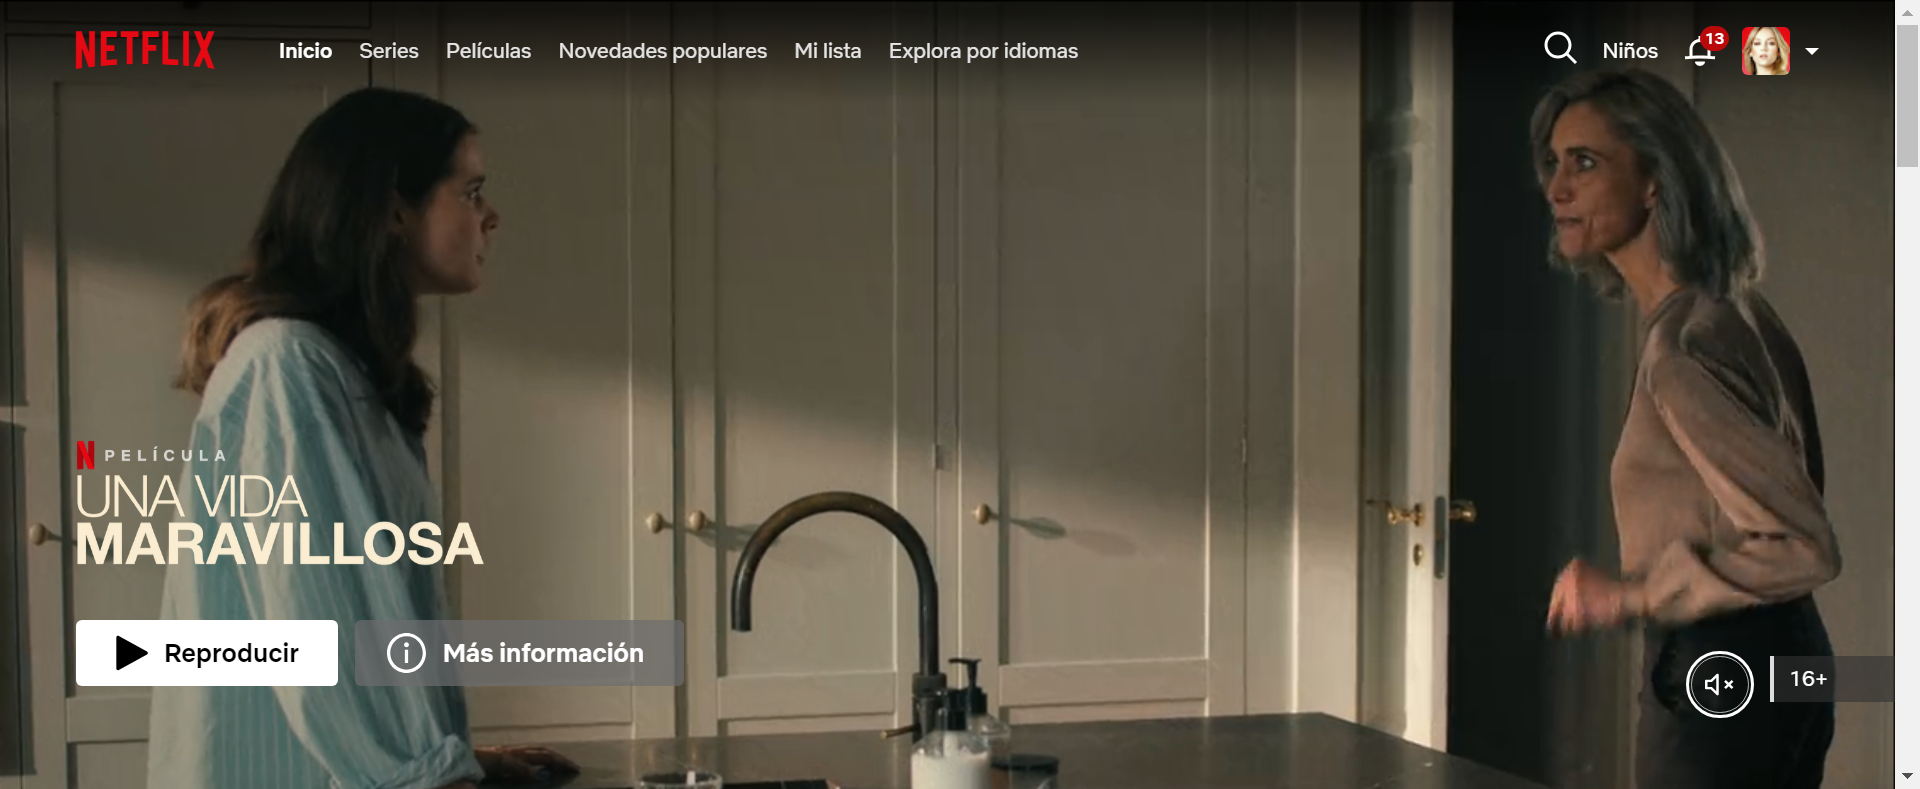 NETFLIX Inicio Series Películas Novedades populares Mi lista Explora por idiomas Niños 13
N PELÍCULA
UNA VIDA
MARAVILLOSA
Reproducir Más información
16+